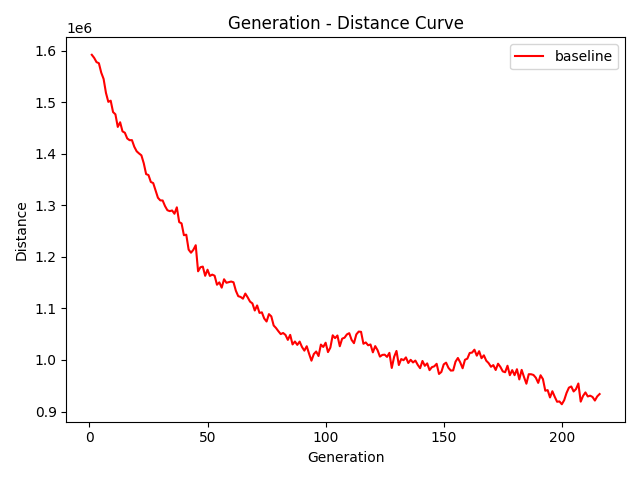 Generation - Distance Curve
1e6
baseline
1.6
1.5
1.4
1.3
1.2
1.1
1.0
0.9
Distance
0 50 100 150 200
Generation